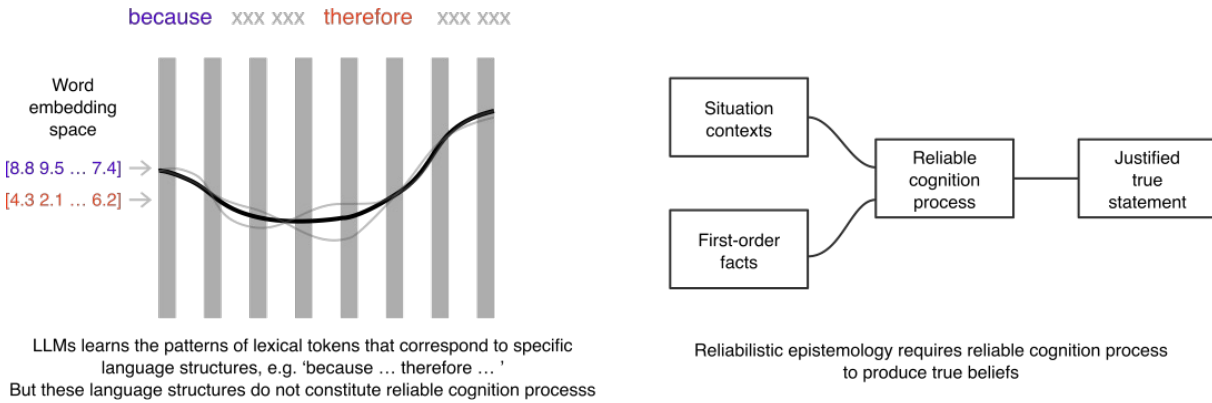 because xxx xxx therefore xxx xxx
Word
embedding
space
[8.8 9.5 … 7.4]
[4.3 2.1 … 6.2]
LLMs learns the patterns of lexical tokens that correspond to specific
language structures, e.g. ‘because … therefore … ’
But these language structures do not constitute reliable cognition processs
Situation
contexts
First-order
facts
Reliable
cognition
process
Justified
true
statement
Reliabilistic epistemology requires reliable cognition process
to produce true beliefs